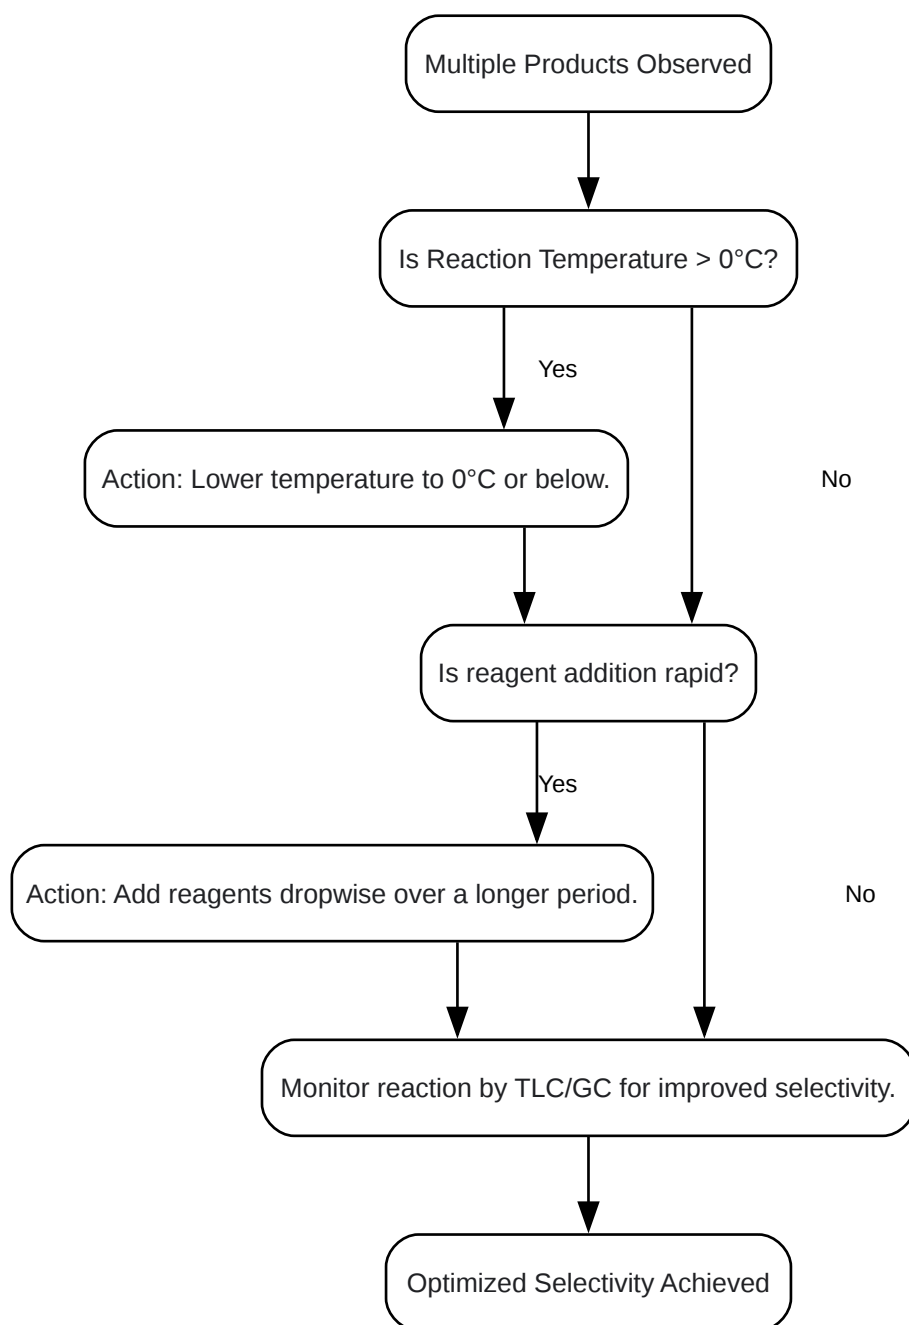 Multiple Products Observed
Is Reaction Temperature > 0°C?
Yes
Action: Lower temperature to 0°C or below.
No
Is reagent addition rapid?
Yes
Action: Add reagents dropwise over a longer period.
No
Monitor reaction by TLC/GC for improved selectivity.
Optimized Selectivity Achieved